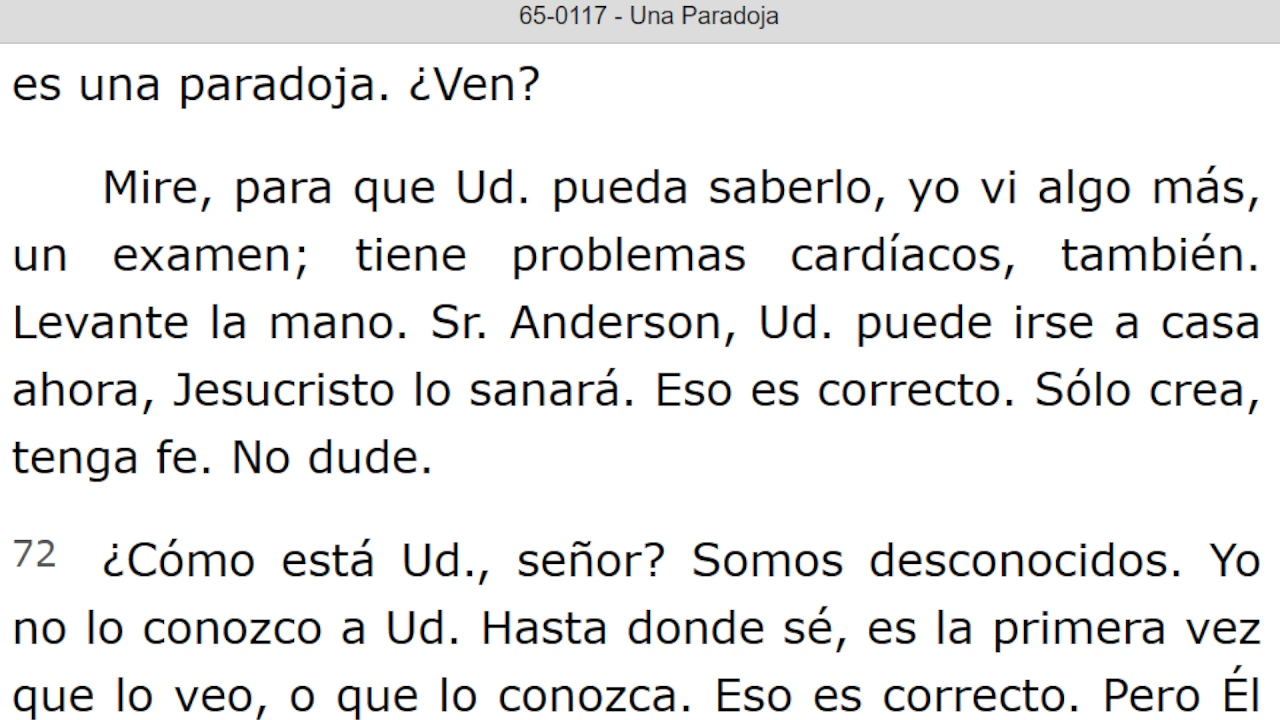 65-0117 - Una Paradoja
es una paradoja. ¿Ven?
Mire, para que Ud. pueda saberlo, yo vi algo más,
un examen; tiene problemas cardíacos, también.
Levante la mano. Sr. Anderson, Ud. puede irse a casa
ahora, Jesucristo lo sanará. Eso es correcto. Sólo crea,
tenga fe. No dude.
72 ¿Cómo está Ud., señor? Somos desconocidos. Yo
no lo conozco a Ud. Hasta donde sé, es la primera vez
que lo veo, o que lo conozca. Eso es correcto. Pero Él